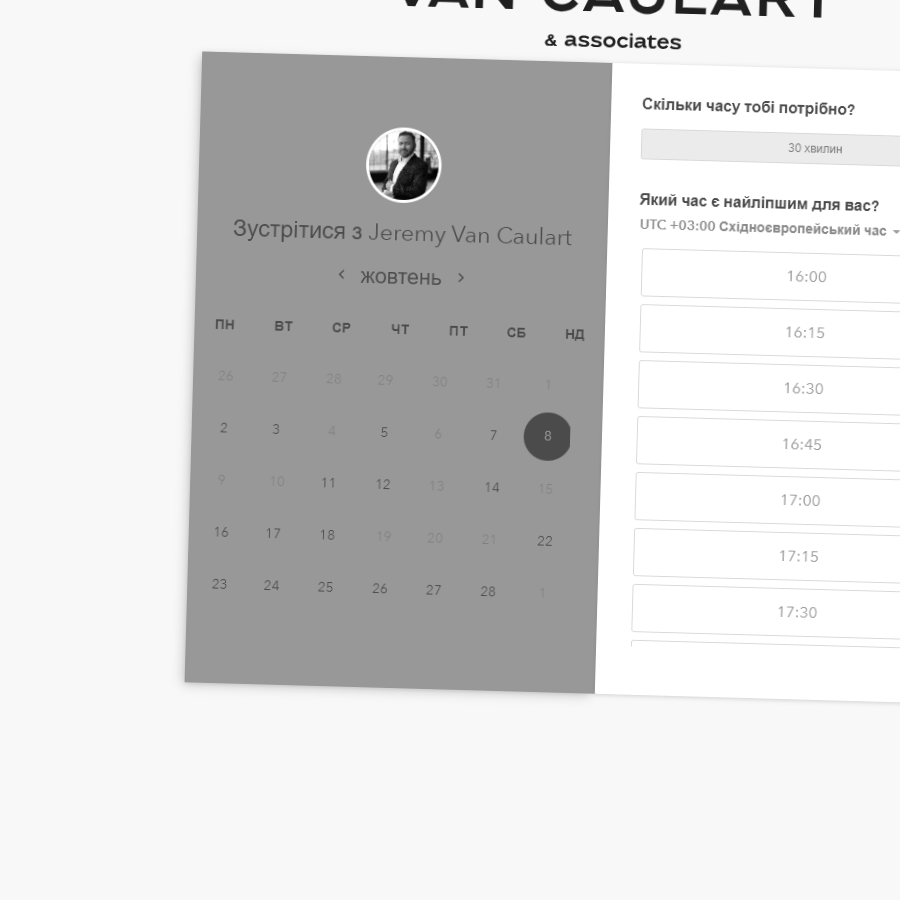 VAN CAULART
& associates
Зустрітися з Jeremy Van Caulart
жовтень
ПН ВТ СР ЧТ ПТ СБ НД
26 27 28 29 30 31 1
2 3 4 5 6 7 8
9 10 11 12 13 14 15
16 17 18 19 20 21 22
23 24 25 26 27 28 1
Скільки часу тобі потрібно?
30 хвилин
Який час є найліпшим для вас?
UTC +03:00 Східноєвропейський час
16:00
16:15
16:30
16:45
17:00
17:15
17:30